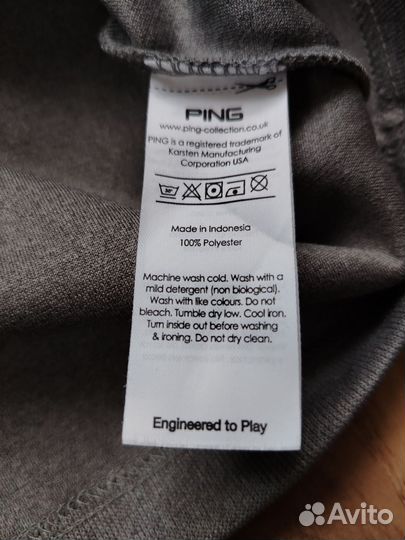 PING
www.ping-collection.co.uk
PING is a registered trademark of
Karsten Manufacturing
Corporation USA
30°
Made in Indonesia
100% Polyester
Machine wash cold. Wash with a
mild detergent (non biological).
Wash with like colours. Do not
bleach. Tumble dry low. Cool iron.
Turn inside out before washing
& ironing. Do not dry clean.
Engineered to Play
Avito